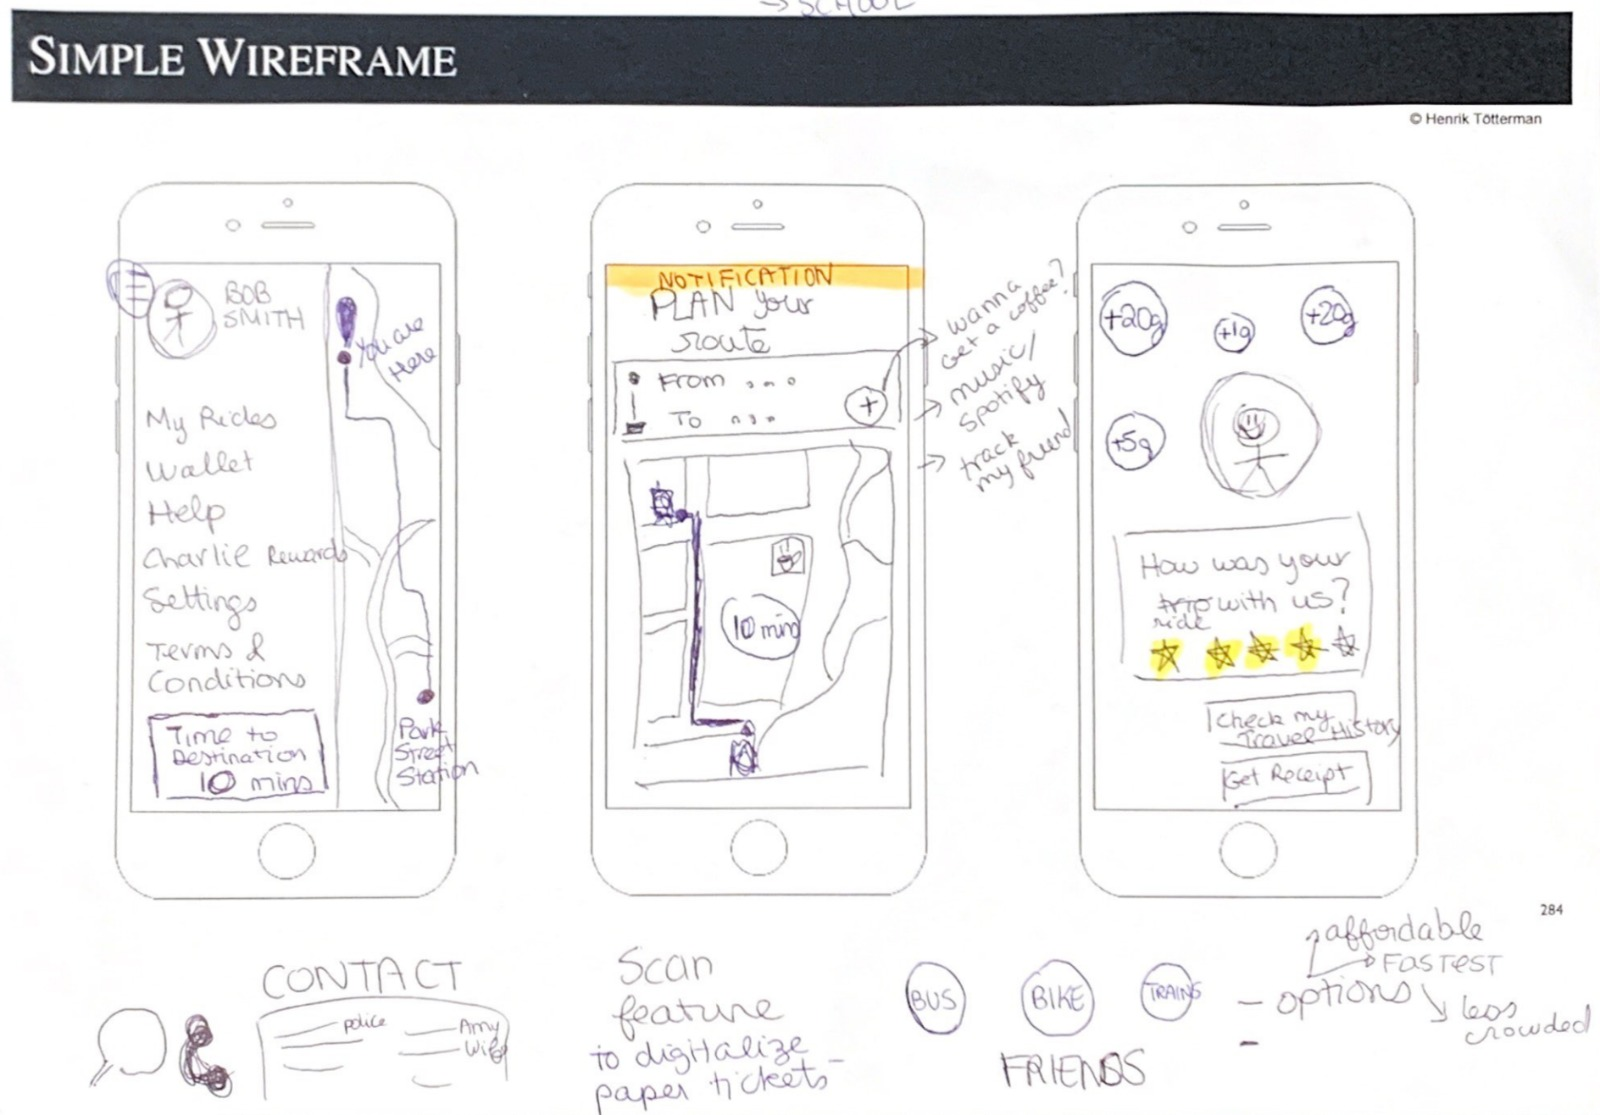 → SCHOOL
SIMPLE WIREFRAME
© Henrik Tötterman
BOB
SMITH
You are
Here
My Rides
Wallet
Help
Charlie Rewards
Settings
Terms &
Conditions
Time to
Destination
10 mins
Park
Street
Station
NOTIFICATION
PLAN Your
route
From ....
To ...
+
10 mins
→ wanna
get a coffee?
→ music/
Spotify
→ track
my friend
+20g
+1g
+20g
+5g
How was your
trip with us?
ride
Check my
Travel History
Get Receipt
284
CONTACT
police
Amy
Wife
Scan
feature
to digitalize
paper tickets
BUS
BIKE
TRAINS
FRIENDS
affordable
FASTEST
- options
less
crowded
-